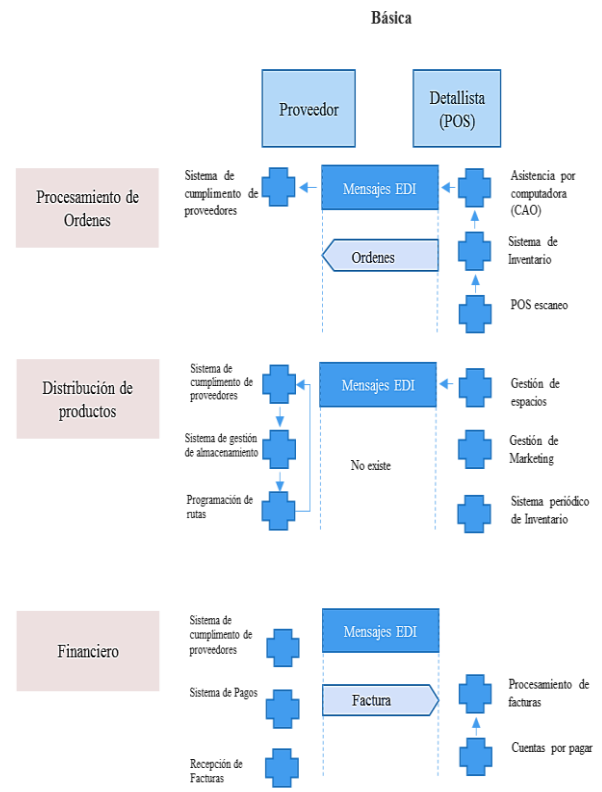 Básica
Proveedor
Detallista
(POS)
Procesamiento de
Ordenes
Sistema de
cumplimento de
proveedores
Mensajes EDI
Ordenes
Asistencia por
computadora
(CAO)
Sistema de
Inventario
POS escaneo
Distribución de
productos
Sistema de
cumplimento de
proveedores
Sistema de gestión
de almacenamiento
Programación de
rutas
Mensajes EDI
No existe
Gestión de
espacios
Gestión de
Marketing
Sistema periódico
de Inventario
Financiero
Sistema de
cumplimento de
proveedores
Sistema de Pagos
Recepción de
Facturas
Mensajes EDI
Factura
Procesamiento de
facturas
Cuentas por pagar